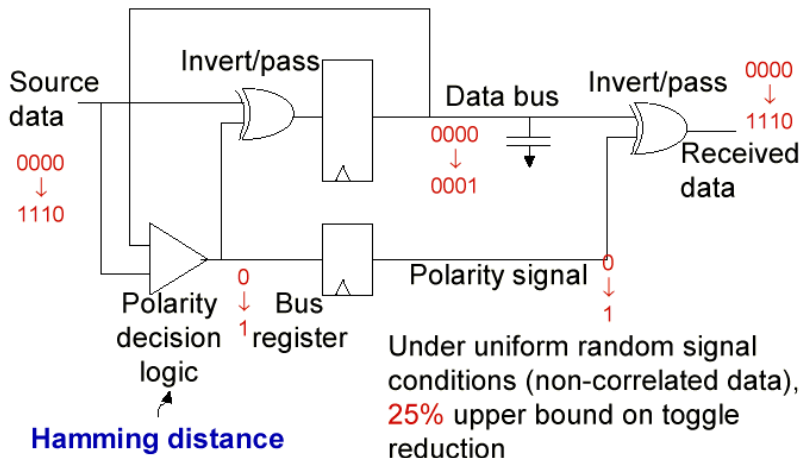 Source
data
0000
↓
1110
Invert/pass
Data bus
0000
↓
0001
Invert/pass
0000
↓
1110
Received
data
Polarity
decision
logic
0
↓
1
Bus
register
Polarity signal
0
↓
1
Hamming distance
Under uniform random signal
conditions (non-correlated data),
25% upper bound on toggle
reduction